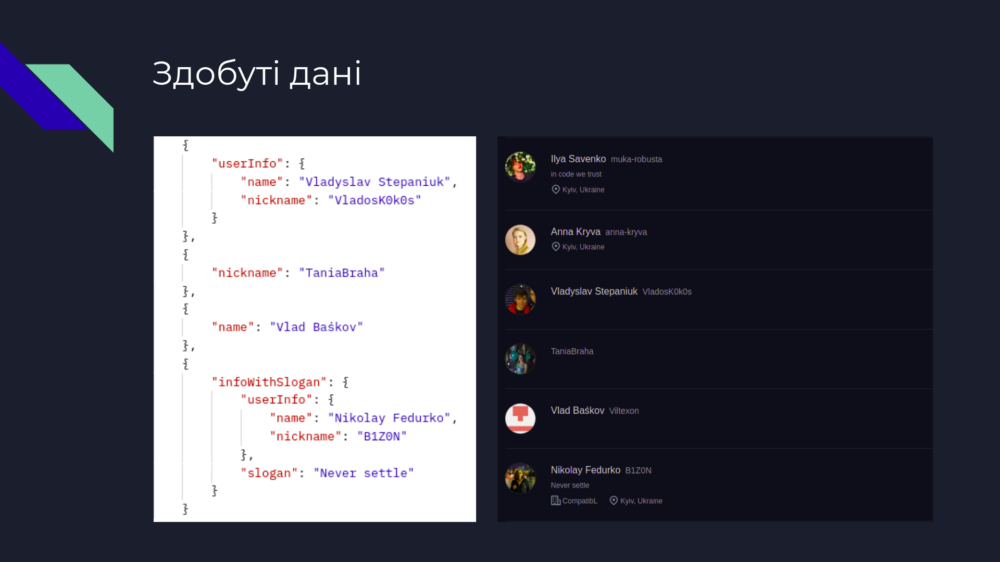 Здобуті дані
{
"userInfo": {
"name": "Vladyslav Stepaniuk",
"nickname": "VladosK0k0s"
}
},
{
"nickname": "TaniaBraha"
},
{
"name": "Vlad Baśkov"
},
{
"infoWithSlogan": {
"userInfo": {
"name": "Nikolay Fedurko",
"nickname": "B1Z0N"
},
"slogan": "Never settle"
}
}
Ilya Savenko muka-robusta
in code we trust
Kyiv, Ukraine
Anna Kryva anna-kryva
Kyiv, Ukraine
Vladyslav Stepaniuk VladosK0k0s
TaniaBraha
Vlad Baśkov Viltexon
Nikolay Fedurko B1Z0N
Never settle
CompatibL Kyiv, Ukraine